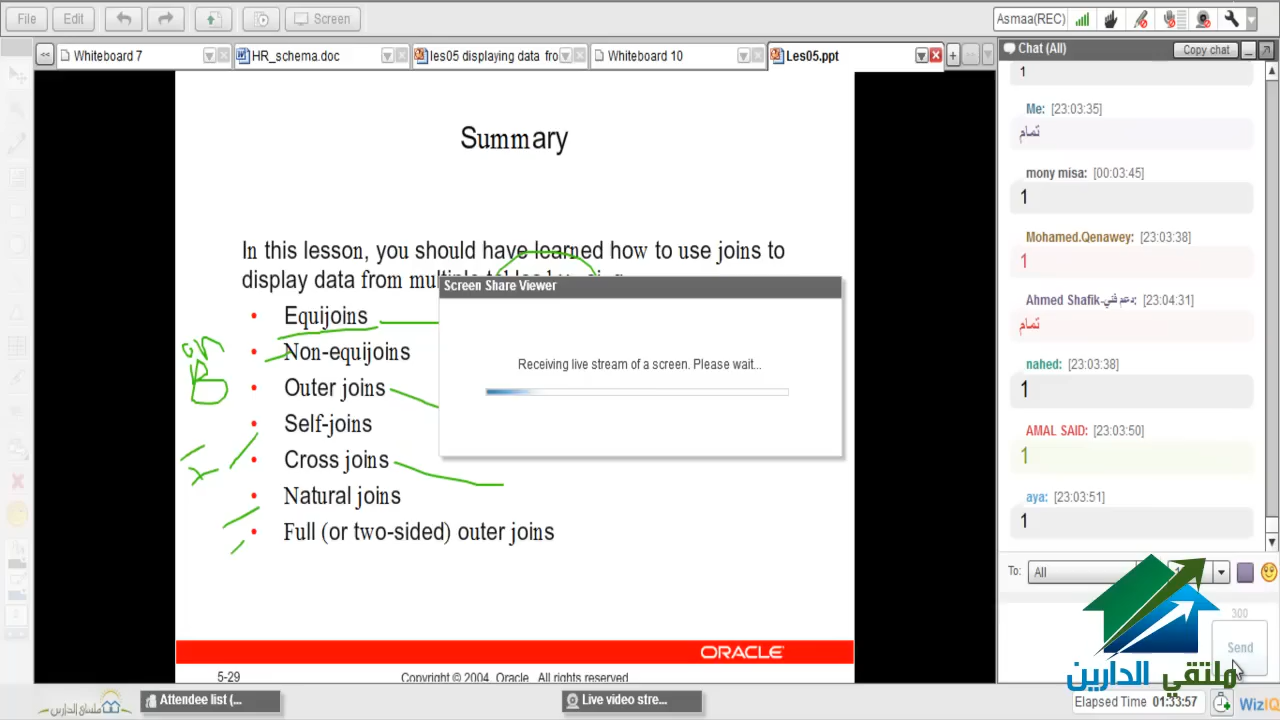 File Edit Screen Asmaa(REC)
<< Whiteboard 7 HR_schema.doc les05 displaying data fro Whiteboard 10 Les05.ppt
Chat (All) Copy chat
Summary
In this lesson, you should have learned how to use joins to
display data from multiple
• Equijoins
• Non-equijoins
• Outer joins
• Self-joins
• Cross joins
• Natural joins
• Full (or two-sided) outer joins
on
Screen Share Viewer
Receiving live stream of a screen. Please wait...
ORACLE
5-29 Copyright © 2004, Oracle. All rights reserved
1
Me: [23:03:35]
تمام
mony misa: [00:03:45]
1
Mohamed.Qenawey: [23:03:38]
1
Ahmed Shafik-دعم فني: [23:04:31]
تمام
nahed: [23:03:38]
1
AMAL SAID: [23:03:50]
1
aya: [23:03:51]
1
To: All
300
Send
ملتقي الدارين
Elapsed Time 01:33:57 WizIQ
Attendee list (... Live video stre...